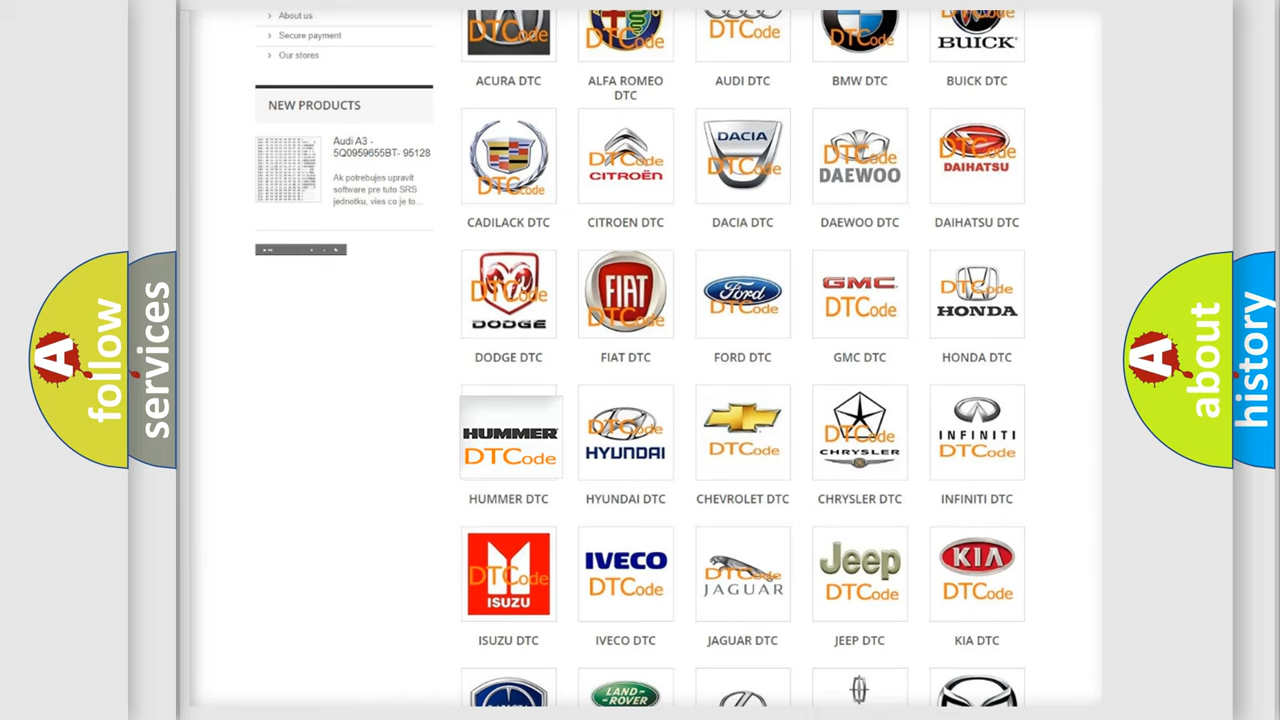 About us
Secure payment
Our stores
NEW PRODUCTS
Audi A3 -
5Q0959655BT- 95128
Ak potrebujes upravit
software pre tuto SRS
jednotku, vies co je to...
DTCode
DTCode
DTCode
DTCode
DTCode
BUICK
ACURA DTC
ALFA ROMEO
DTC
AUDI DTC
BMW DTC
BUICK DTC
DTCode
DTCode
CITROËN
DACIA
DTCode
DTCode
DAEWOO
DTCode
DAIHATSU
CADILACK DTC
CITROEN DTC
DACIA DTC
DAEWOO DTC
DAIHATSU DTC
DTCode
DODGE
FIAT
DTCode
Ford
DTCode
GMC
DTCode
DTCode
HONDA
DODGE DTC
FIAT DTC
FORD DTC
GMC DTC
HONDA DTC
HUMMER
DTCode
DTCode
HYUNDAI
DTCode
DTCode
CHRYSLER
INFINITI
DTCode
HUMMER DTC
HYUNDAI DTC
CHEVROLET DTC
CHRYSLER DTC
INFINITI DTC
DTCode
ISUZU
IVECO
DTCode
DTCode
JAGUAR
Jeep
DTCode
KIA
DTCode
ISUZU DTC
IVECO DTC
JAGUAR DTC
JEEP DTC
KIA DTC
LAND-
ROVER
A
follow
services
A
about
history